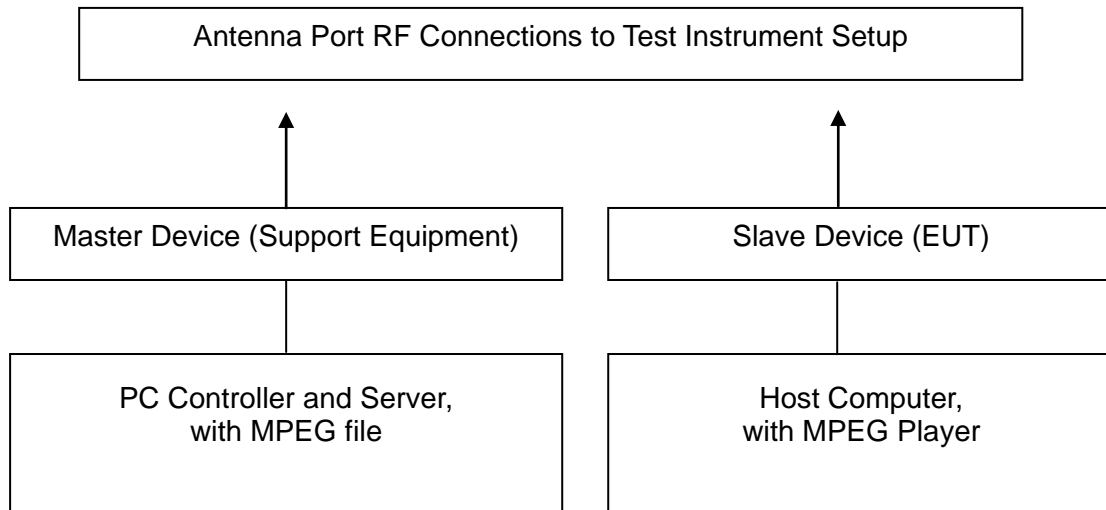 Antenna Port RF Connections to Test Instrument Setup
Master Device (Support Equipment)
Slave Device (EUT)
PC Controller and Server,
with MPEG file
Host Computer,
with MPEG Player